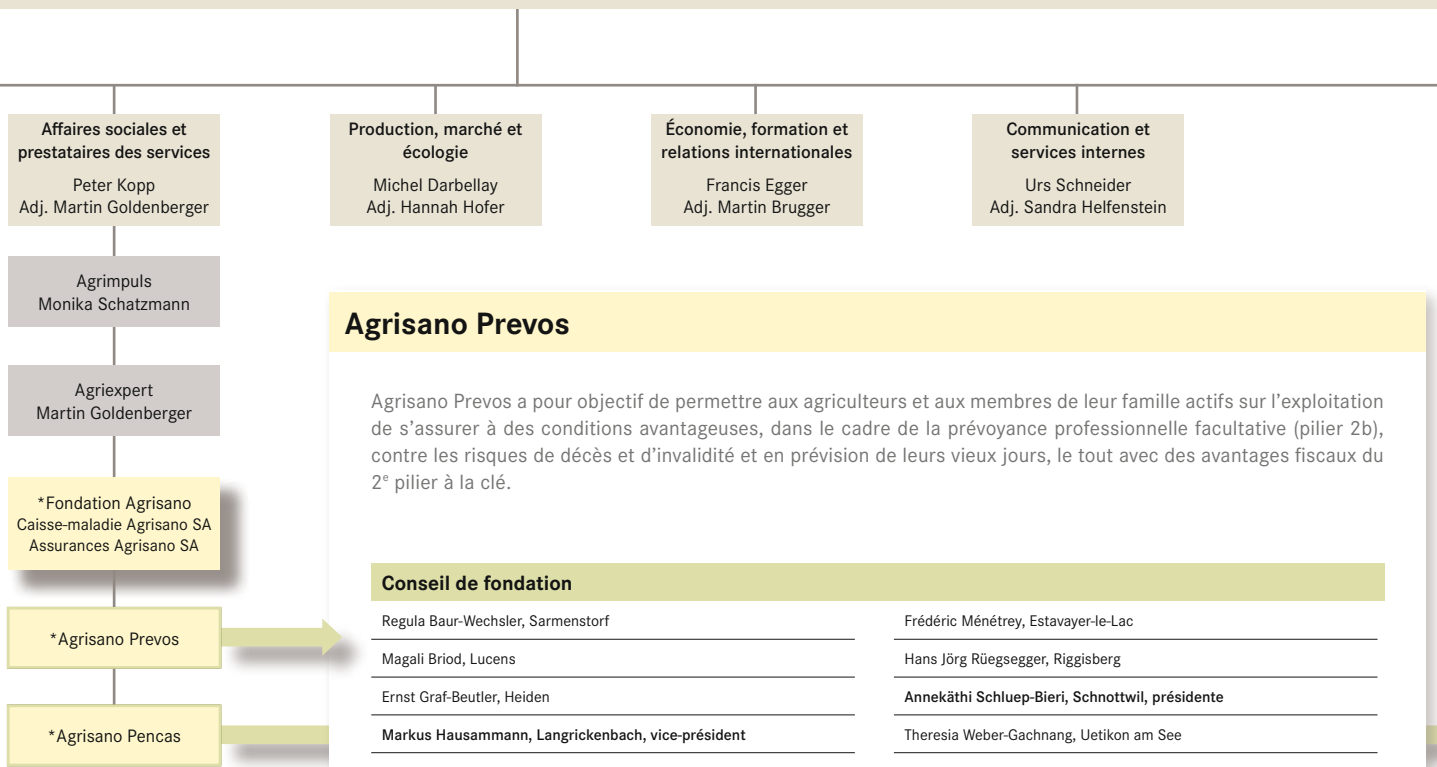 Affaires sociales et
prestataires des services
Peter Kopp
Adj. Martin Goldenberger
Production, marché et
écologie
Michel Darbellay
Adj. Hannah Hofer
Économie, formation et
relations internationales
Francis Egger
Adj. Martin Brugger
Communication et
services internes
Urs Schneider
Adj. Sandra Helfenstein
Agrimpuls
Monika Schatzmann
Agriexpert
Martin Goldenberger
*Fondation Agrisano
Caisse-maladie Agrisano SA
Assurances Agrisano SA
*Agrisano Prevos
*Agrisano Pencas
Agrisano Prevos
Agrisano Prevos a pour objectif de permettre aux agriculteurs et aux membres de leur famille actifs sur l'exploitation
de s'assurer à des conditions avantageuses, dans le cadre de la prévoyance professionnelle facultative (pilier 2b),
contre les risques de décès et d'invalidité et en prévision de leurs vieux jours, le tout avec des avantages fiscaux du
2e pilier à la clé.
Conseil de fondation
Regula Baur-Wechsler, Sarmenstorf
Magali Briod, Lucens
Ernst Graf-Beutler, Heiden
Markus Hausammann, Langrickenbach, vice-président
Frédéric Ménétrey, Estavayer-le-Lac
Hans Jörg Rüegsegger, Riggisberg
Annekäthi Schluep-Bieri, Schnottwil, présidente
Theresia Weber-Gachnang, Uetikon am See